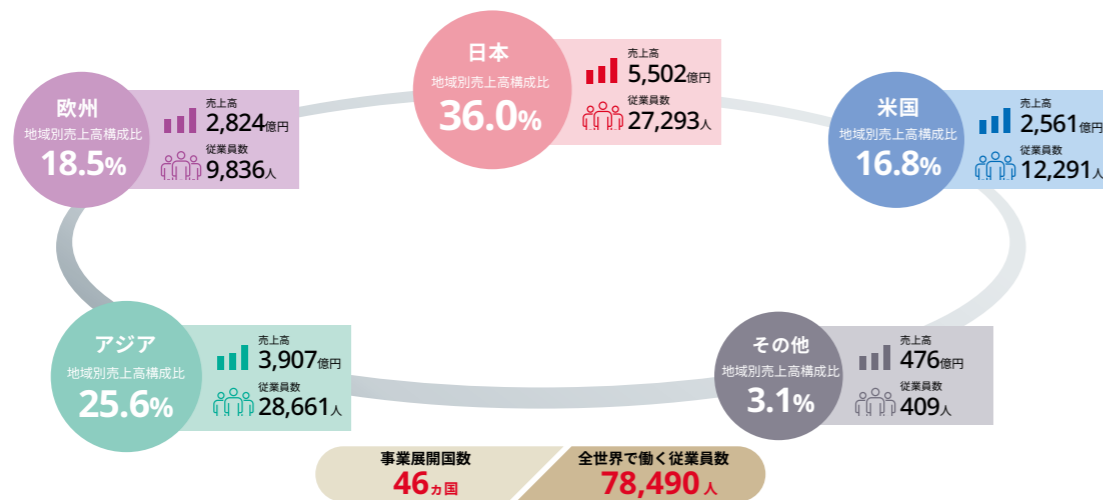 日本
地域別売上高構成比
36.0%
売上高
5,502億円
従業員数
27,293人
欧州
地域別売上高構成比
18.5%
売上高
2,824億円
従業員数
9,836人
米国
地域別売上高構成比
16.8%
売上高
2,561億円
従業員数
12,291人
アジア
地域別売上高構成比
25.6%
売上高
3,907億円
従業員数
28,661人
その他
地域別売上高構成比
3.1%
売上高
476億円
従業員数
409人
事業展開国数
46ヵ国
全世界で働く従業員数
78,490人